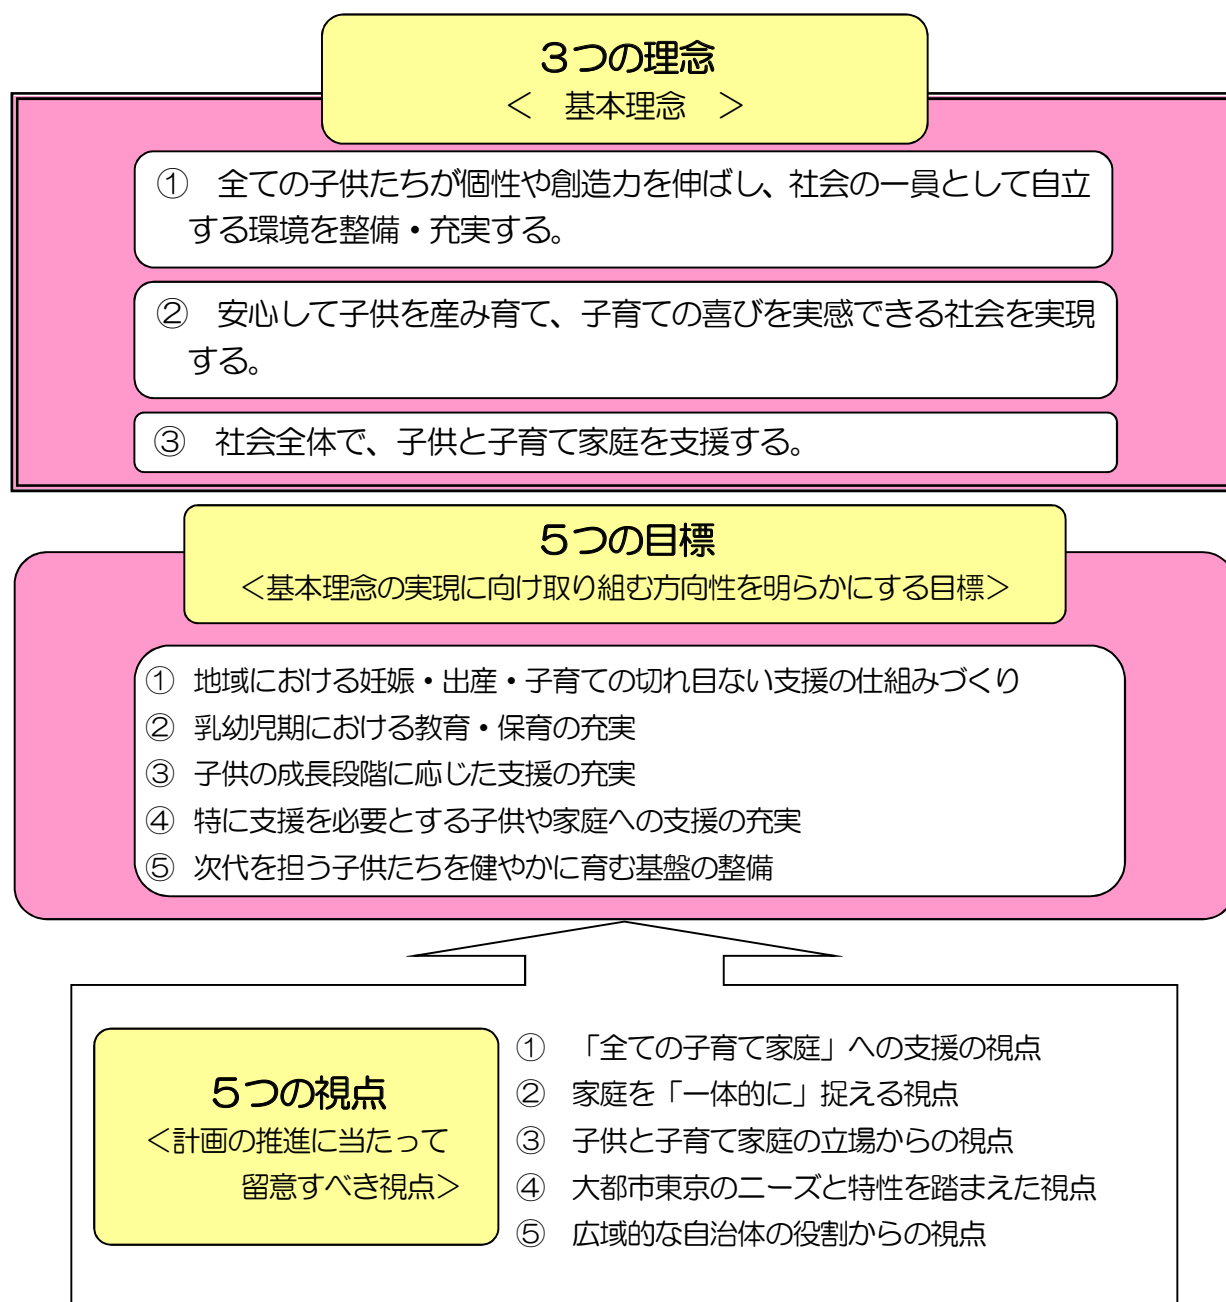 3つの理念
＜　基本理念　＞
①　全ての子供たちが個性や創造力を伸ばし、社会の一員として自立
する環境を整備・充実する。
②　安心して子供を産み育て、子育ての喜びを実感できる社会を実現
する。
③　社会全体で、子供と子育て家庭を支援する。
5つの目標
＜基本理念の実現に向け取り組む方向性を明らかにする目標＞
①　地域における妊娠・出産・子育ての切れ目ない支援の仕組みづくり
②　乳幼児期における教育・保育の充実
③　子供の成長段階に応じた支援の充実
④　特に支援を必要とする子供や家庭への支援の充実
⑤　次代を担う子供たちを健やかに育む基盤の整備
5つの視点
＜計画の推進に当たって
留意すべき視点＞
①　「全ての子育て家庭」への支援の視点
②　家庭を「一体的に」捉える視点
③　子供と子育て家庭の立場からの視点
④　大都市東京のニーズと特性を踏まえた視点
⑤　広域的な自治体の役割からの視点